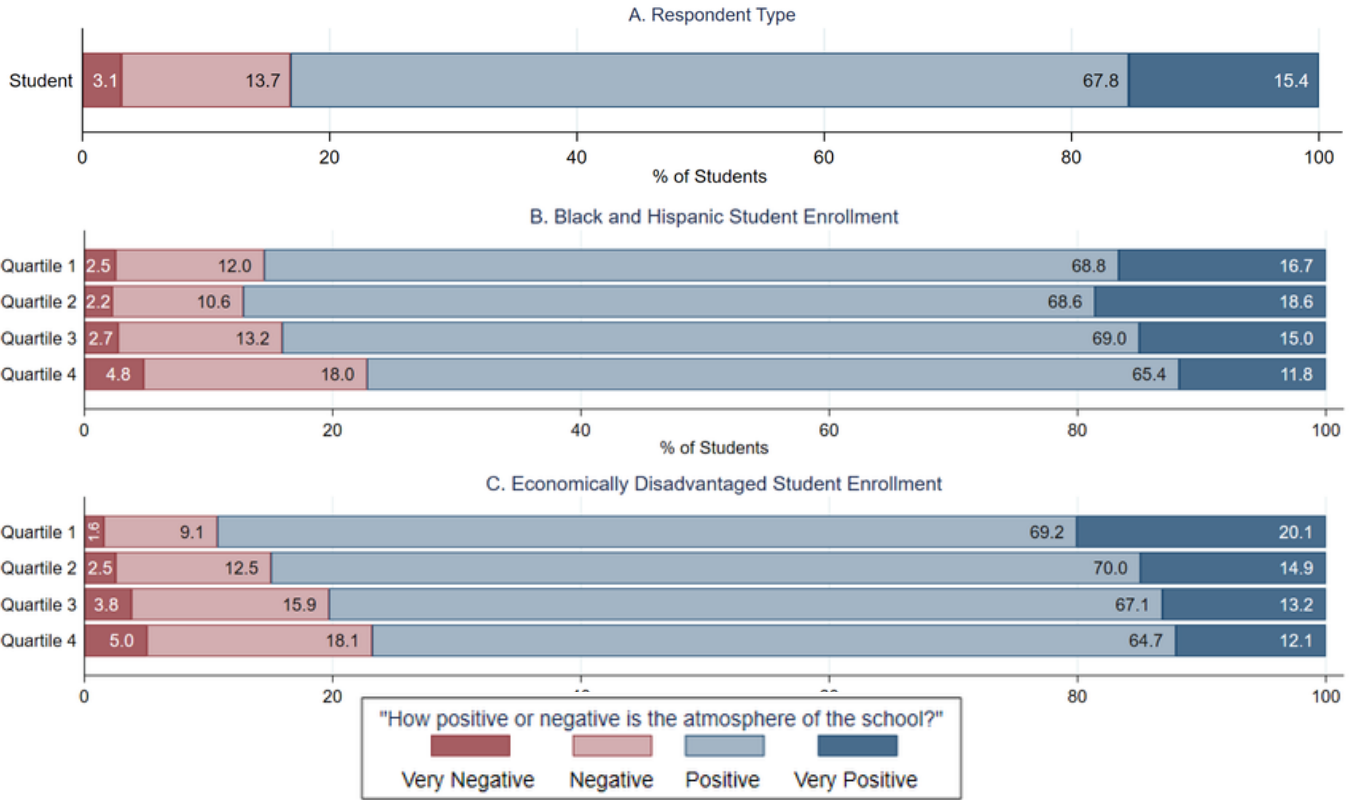 A. Respondent Type
Student 3.1 13.7 67.8 15.4
0 20 40 60 80 100
% of Students
B. Black and Hispanic Student Enrollment
Quartile 1 2.5 12.0 68.8 16.7
Quartile 2 2.2 10.6 68.6 18.6
Quartile 3 2.7 13.2 69.0 15.0
Quartile 4 4.8 18.0 65.4 11.8
0 20 40 60 80 100
% of Students
C. Economically Disadvantaged Student Enrollment
Quartile 1 1.6 9.1 69.2 20.1
Quartile 2 2.5 12.5 70.0 14.9
Quartile 3 3.8 15.9 67.1 13.2
Quartile 4 5.0 18.1 64.7 12.1
0 20 80 100
"How positive or negative is the atmosphere of the school?"
Very Negative Negative Positive Very Positive